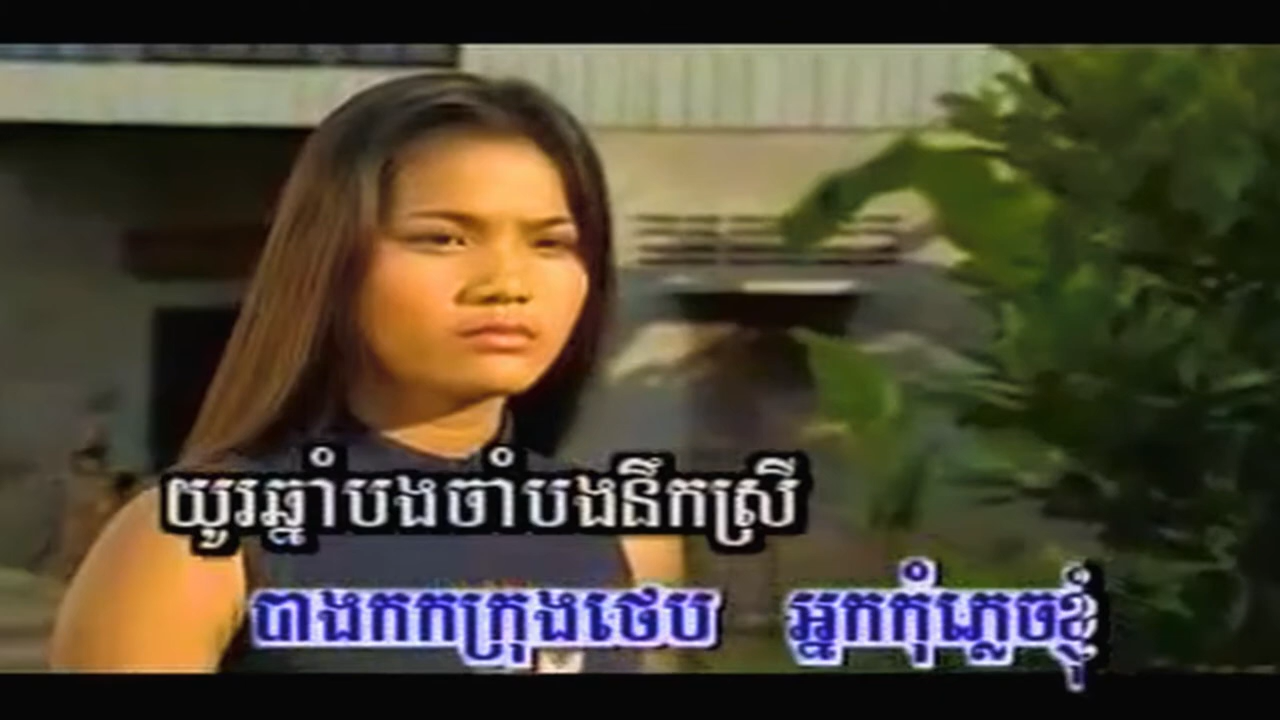 យូរឆ្នាំបងចាំបងនឹកស្រី
បាងកកក្រុងថេប អ្នកកុំភ្លេចខ្ញុំ